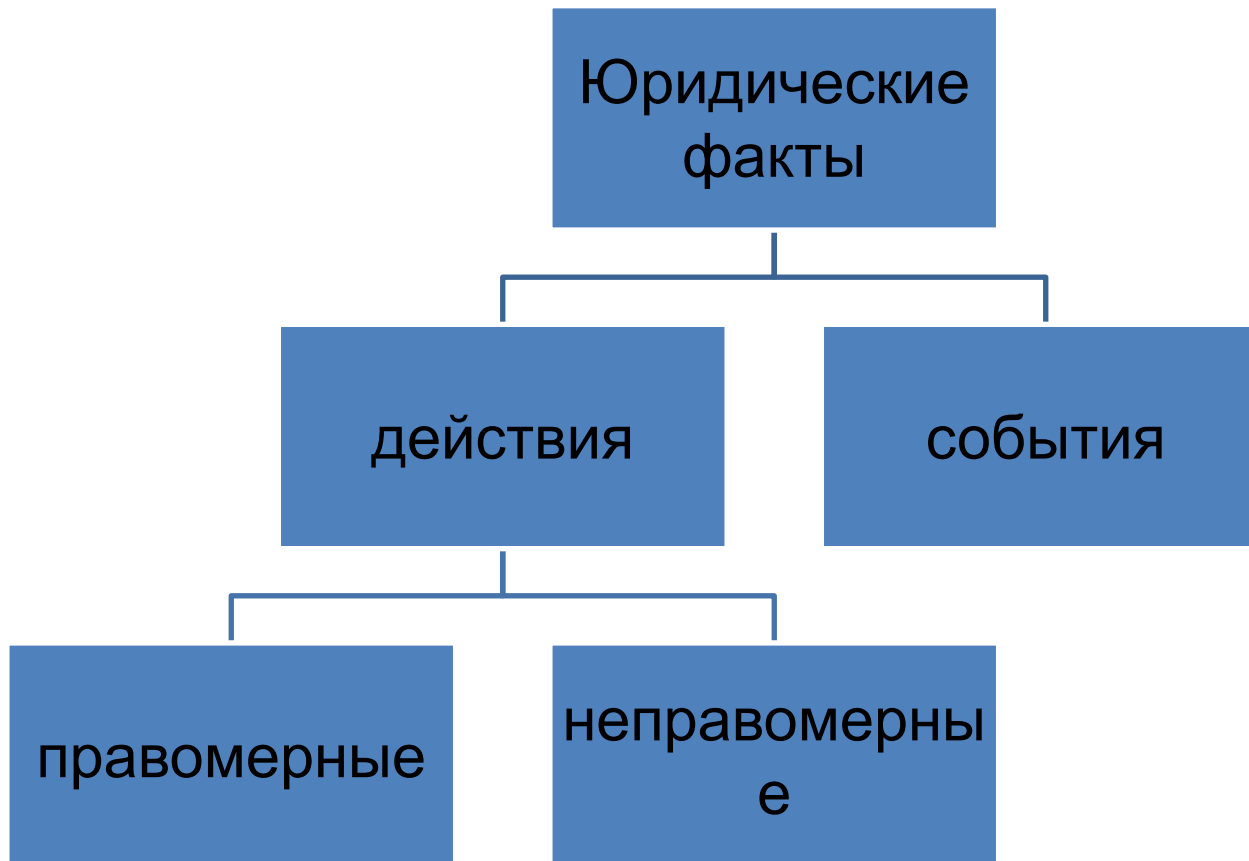 Юридические
факты
действия
события
правомерные
неправомерны
е